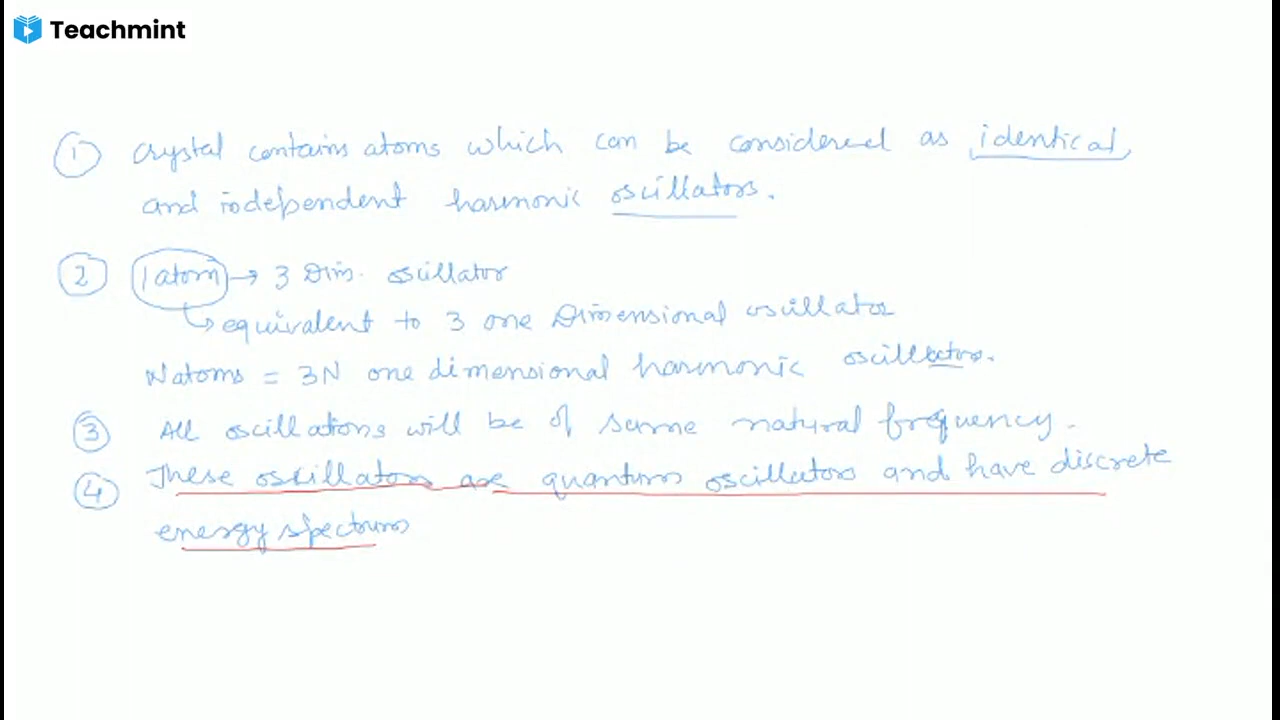 Teachmint
① Crystal contains atoms which can be considered as identical
and independent harmonic oscillators.
② 1 atom → 3 Dim. oscillator
↳ equivalent to 3 one Dimensional oscillator
N atoms = 3N one dimensional harmonic oscillators.
③ All oscillations will be of same natural frequency.
④ These oscillators are quantum oscillators and have discrete
energy spectrum